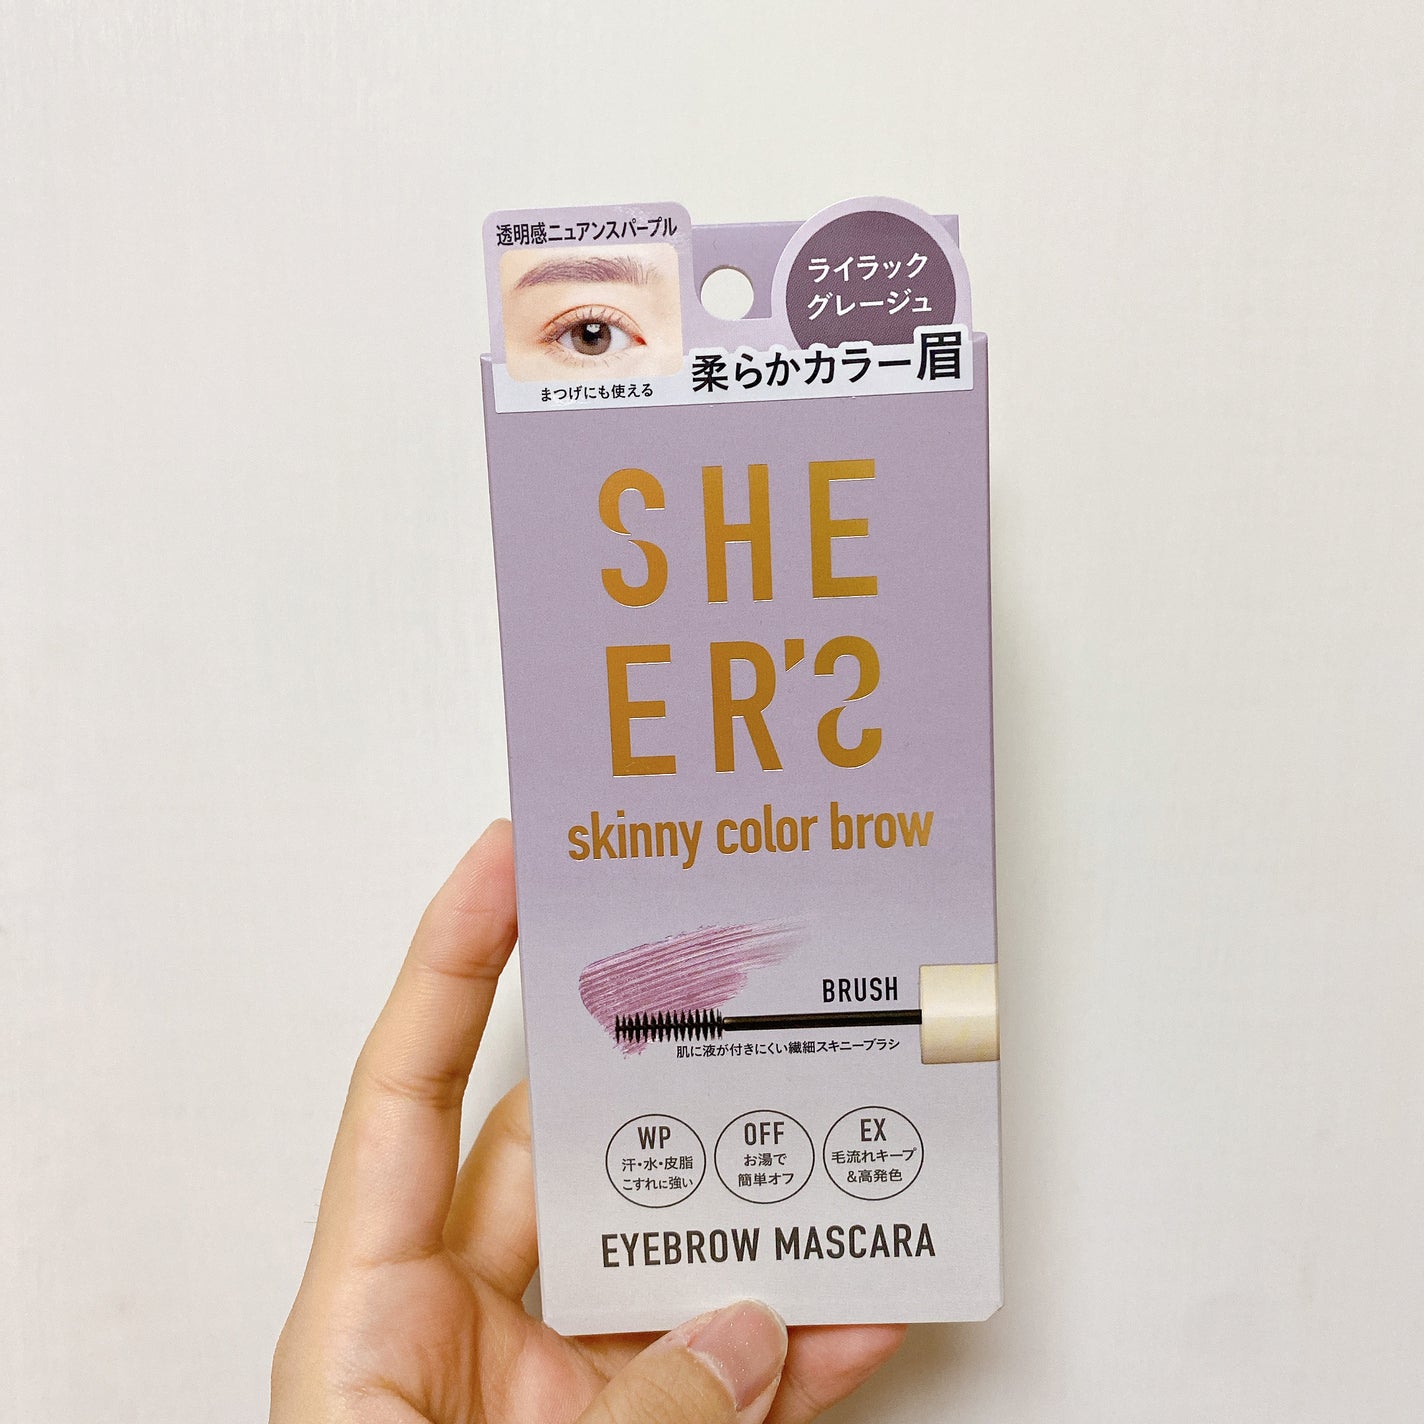 透明感ニュアンスパープル
ライラック
グレージュ
まつげにも使える
柔らかカラー眉
SHE
ER'S
skinny color brow
BRUSH
肌に液が付きにくい繊細スキニーブラシ
WP
汗・水・皮脂
こすれに強い
OFF
お湯で
簡単オフ
EX
毛流れキープ
&高発色
EYEBROW MASCARA